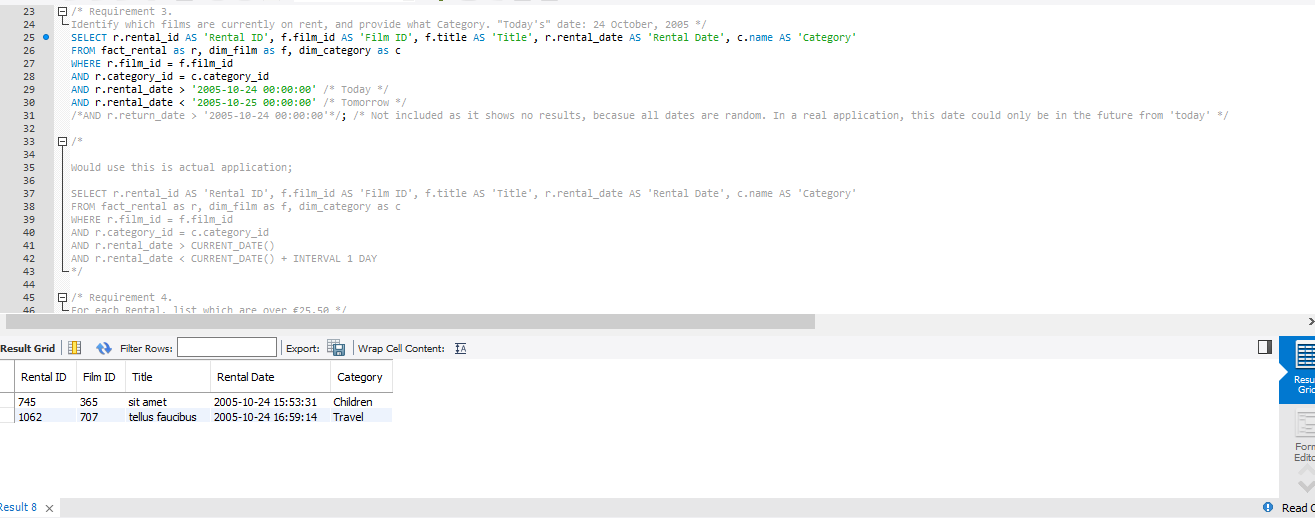 23 /* Requirement 3.
24 Identify which films are currently on rent, and provide what Category. "Today's" date: 24 October, 2005 */
25 SELECT r.rental_id AS 'Rental ID', f.film_id AS 'Film ID', f.title AS 'Title', r.rental_date AS 'Rental Date', c.name AS 'Category'
26 FROM fact_rental as r, dim_film as f, dim_category as c
27 WHERE r.film_id = f.film_id
28 AND r.category_id = c.category_id
29 AND r.rental_date > '2005-10-24 00:00:00' /* Today */
30 AND r.rental_date < '2005-10-25 00:00:00' /* Tomorrow */
31 /*AND r.return_date > '2005-10-24 00:00:00'*/; /* Not included as it shows no results, becasue all dates are random. In a real application, this date could only be in the future from 'today' */
32
33 /*
34
35 Would use this is actual application;
36
37 SELECT r.rental_id AS 'Rental ID', f.film_id AS 'Film ID', f.title AS 'Title', r.rental_date AS 'Rental Date', c.name AS 'Category'
38 FROM fact_rental as r, dim_film as f, dim_category as c
39 WHERE r.film_id = f.film_id
40 AND r.category_id = c.category_id
41 AND r.rental_date > CURRENT_DATE()
42 AND r.rental_date < CURRENT_DATE() + INTERVAL 1 DAY
43 */
44
45 /* Requirement 4.
46 For each Rental, list which are over €25.50 */
Result Grid Filter Rows: Export: Wrap Cell Content:
Rental ID Film ID Title Rental Date Category
745 365 sit amet 2005-10-24 15:53:31 Children
1062 707 tellus faucibus 2005-10-24 16:59:14 Travel
Resu
Grid
Form
Edito
Result 8
Read O